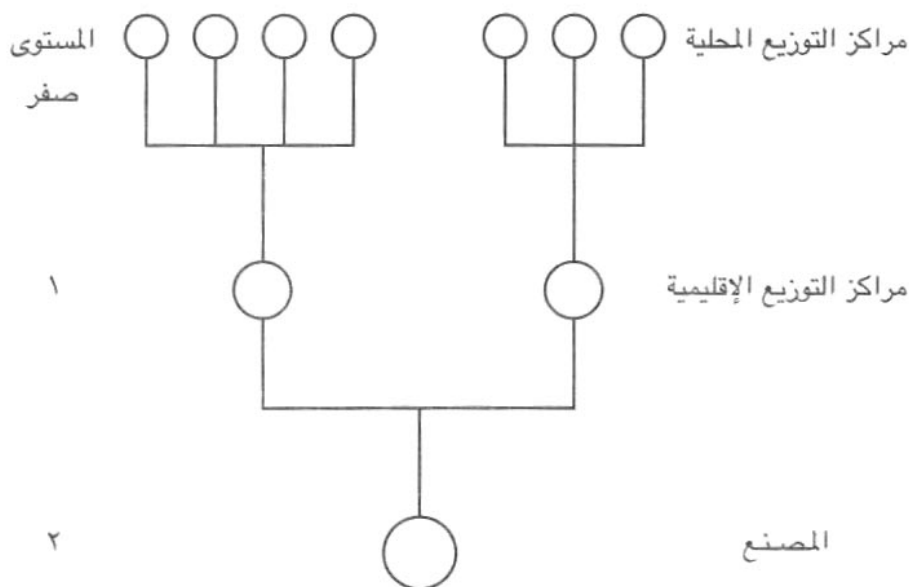 مراكز التوزيع المحلية
المستوى
صفر
مراكز التوزيع الإقليمية
١
المصنع
٢